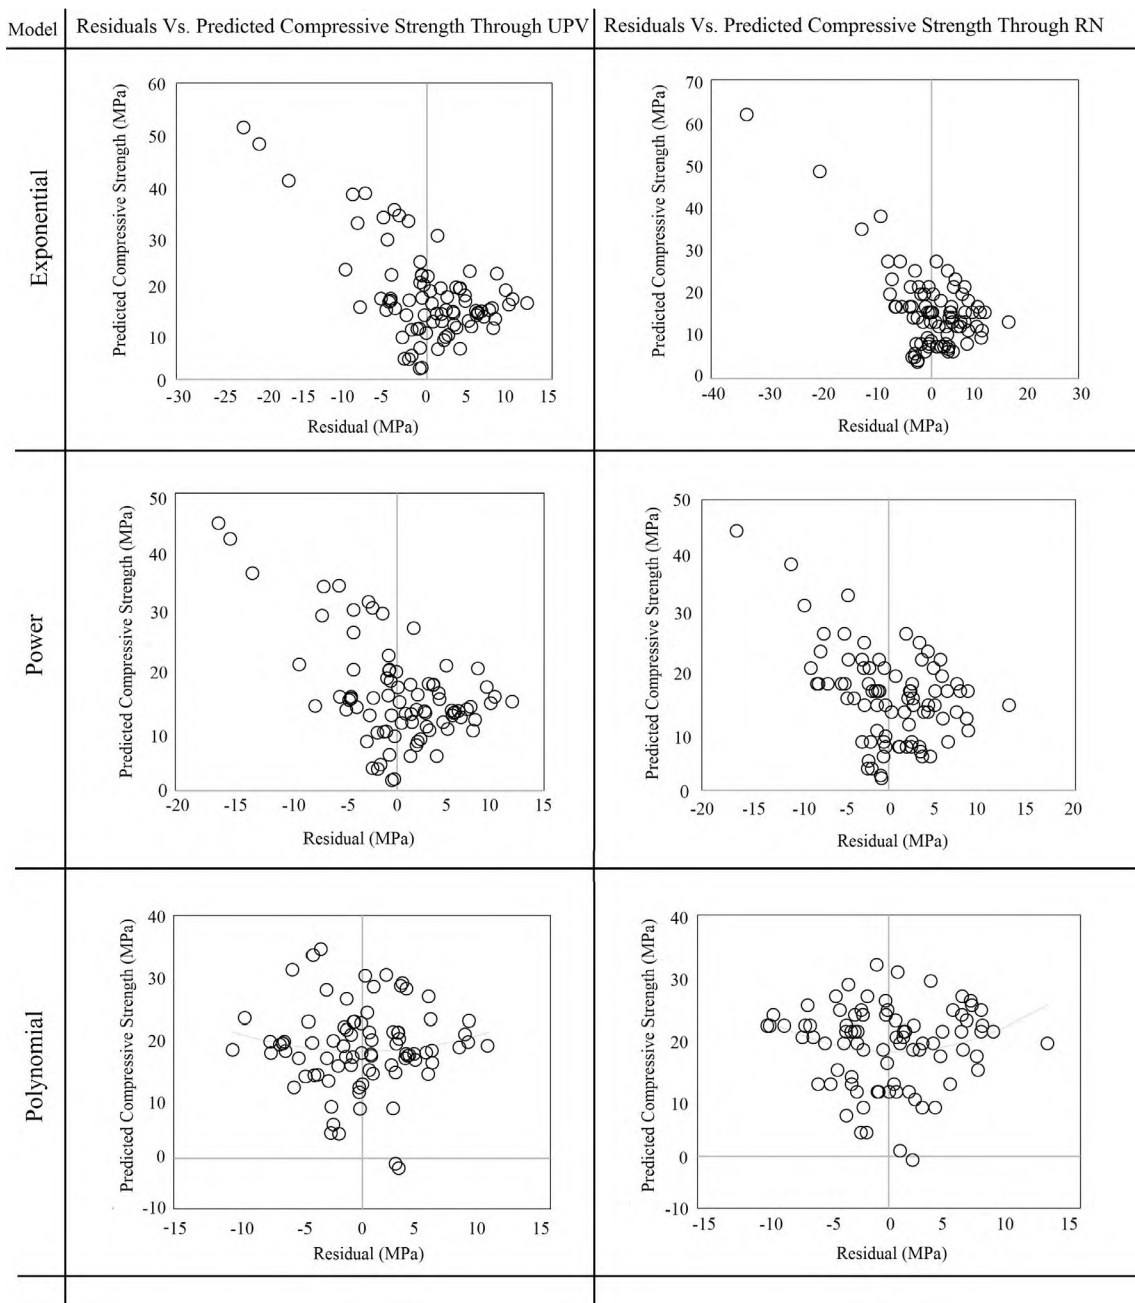 Model Residuals Vs. Predicted Compressive Strength Through UPV Residuals Vs. Predicted Compressive Strength Through RN
Exponential
Predicted Compressive Strength (MPa)
60
50
40
30
20
10
0
-30 -25 -20 -15 -10 -5 0 5 10 15
Residual (MPa)
Predicted Compressive Strength (MPa)
70
60
50
40
30
20
10
0
-40 -30 -20 -10 0 10 20 30
Residual (MPa)
Power
Predicted Compressive Strength (MPa)
50
40
30
20
10
0
-20 -15 -10 -5 0 5 10 15
Residual (MPa)
Predicted Compressive Strength (MPa)
50
40
30
20
10
0
-20 -15 -10 -5 0 5 10 15 20
Residual (MPa)
Polynomial
Predicted Compressive Strength (MPa)
40
30
20
10
0
-10
-15 -10 -5 0 5 10 15
Residual (MPa)
Predicted Compressive Strength (MPa)
40
30
20
10
0
-10
-15 -10 -5 0 5 10 15
Residual (MPa)